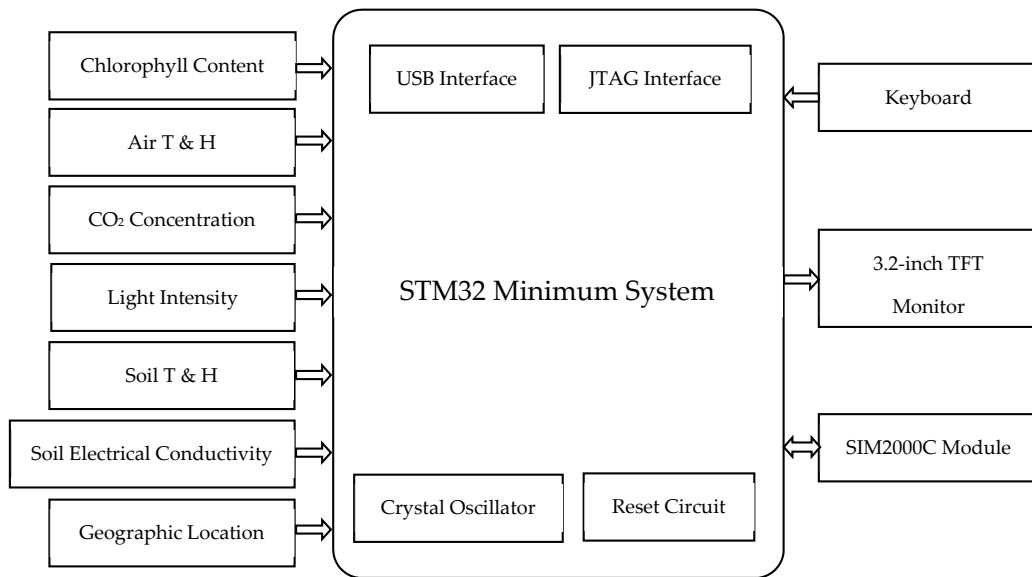 Chlorophyll Content
Air T & H
CO₂ Concentration
Light Intensity
Soil T & H
Soil Electrical Conductivity
Geographic Location
USB Interface
JTAG Interface
STM32 Minimum System
Crystal Oscillator
Reset Circuit
Keyboard
3.2-inch TFT
Monitor
SIM2000C Module